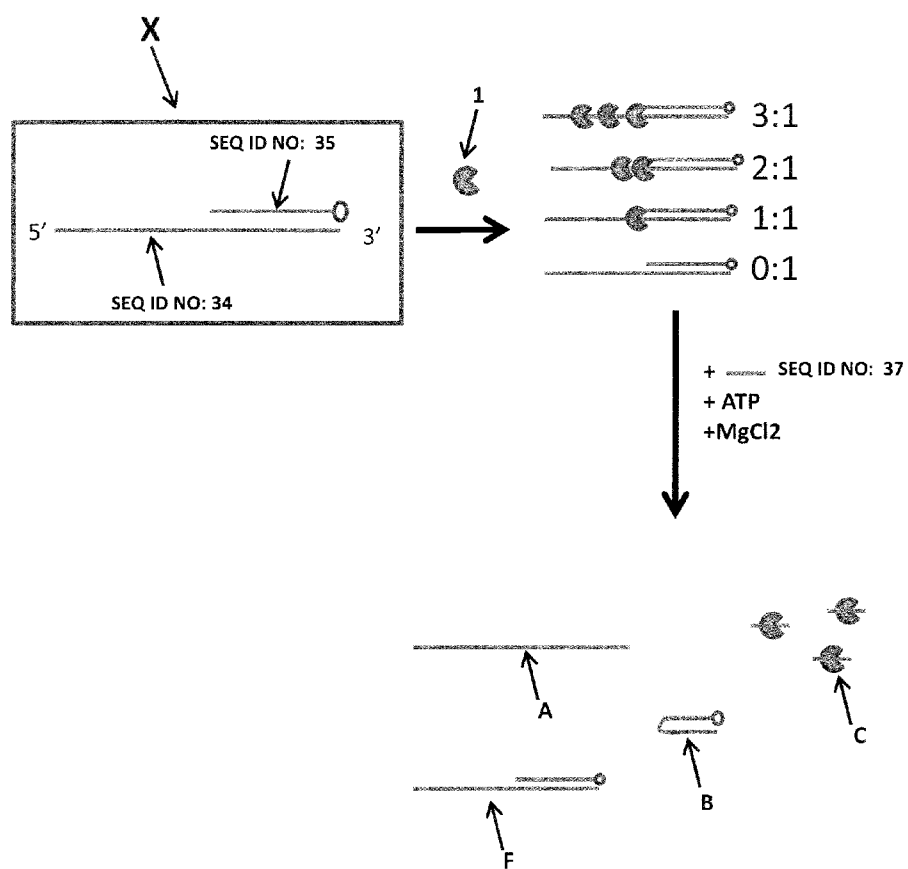 X
1
3:1
SEQ ID NO: 35
2:1
5'
3'
1:1
SEQ ID NO: 34
0:1
+ SEQ ID NO: 37
+ ATP
+MgCl2
A
B
C
F